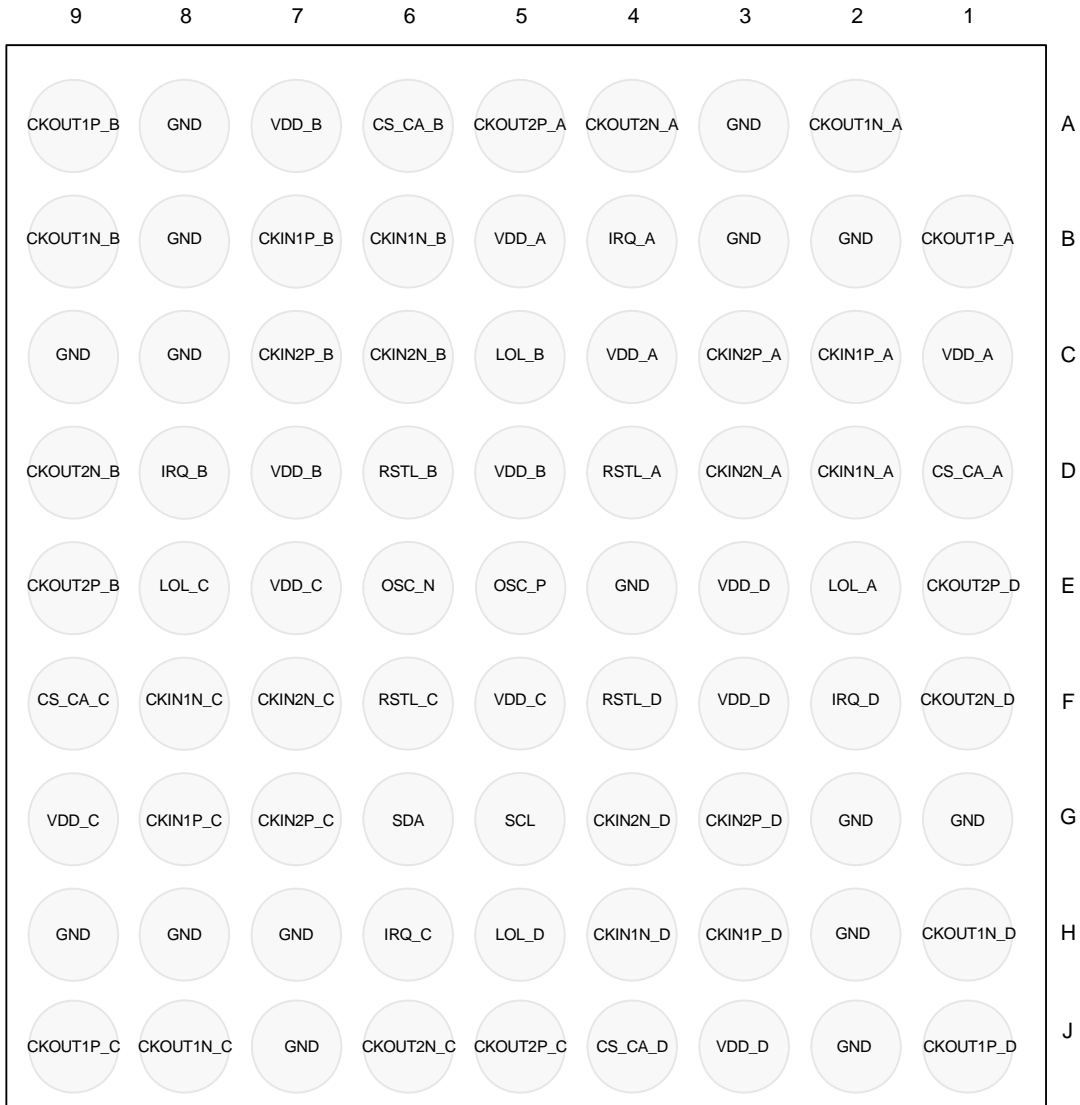 9 8 7 6 5 4 3 2 1
CKOUT1P_B GND VDD_B CS_CA_B CKOUT2P_A CKOUT2N_A GND CKOUT1N_A A
CKOUT1N_B GND CKIN1P_B CKIN1N_B VDD_A IRQ_A GND GND CKOUT1P_A B
GND GND CKIN2P_B CKIN2N_B LOL_B VDD_A CKIN2P_A CKIN1P_A VDD_A C
CKOUT2N_B IRQ_B VDD_B RSTL_B VDD_B RSTL_A CKIN2N_A CKIN1N_A CS_CA_A D
CKOUT2P_B LOL_C VDD_C OSC_N OSC_P GND VDD_D LOL_A CKOUT2P_D E
CS_CA_C CKIN1N_C CKIN2N_C RSTL_C VDD_C RSTL_D VDD_D IRQ_D CKOUT2N_D F
VDD_C CKIN1P_C CKIN2P_C SDA SCL CKIN2N_D CKIN2P_D GND GND G
GND GND GND IRQ_C LOL_D CKIN1N_D CKIN1P_D GND CKOUT1N_D H
CKOUT1P_C CKOUT1N_C GND CKOUT2N_C CKOUT2P_C CS_CA_D VDD_D GND CKOUT1P_D J